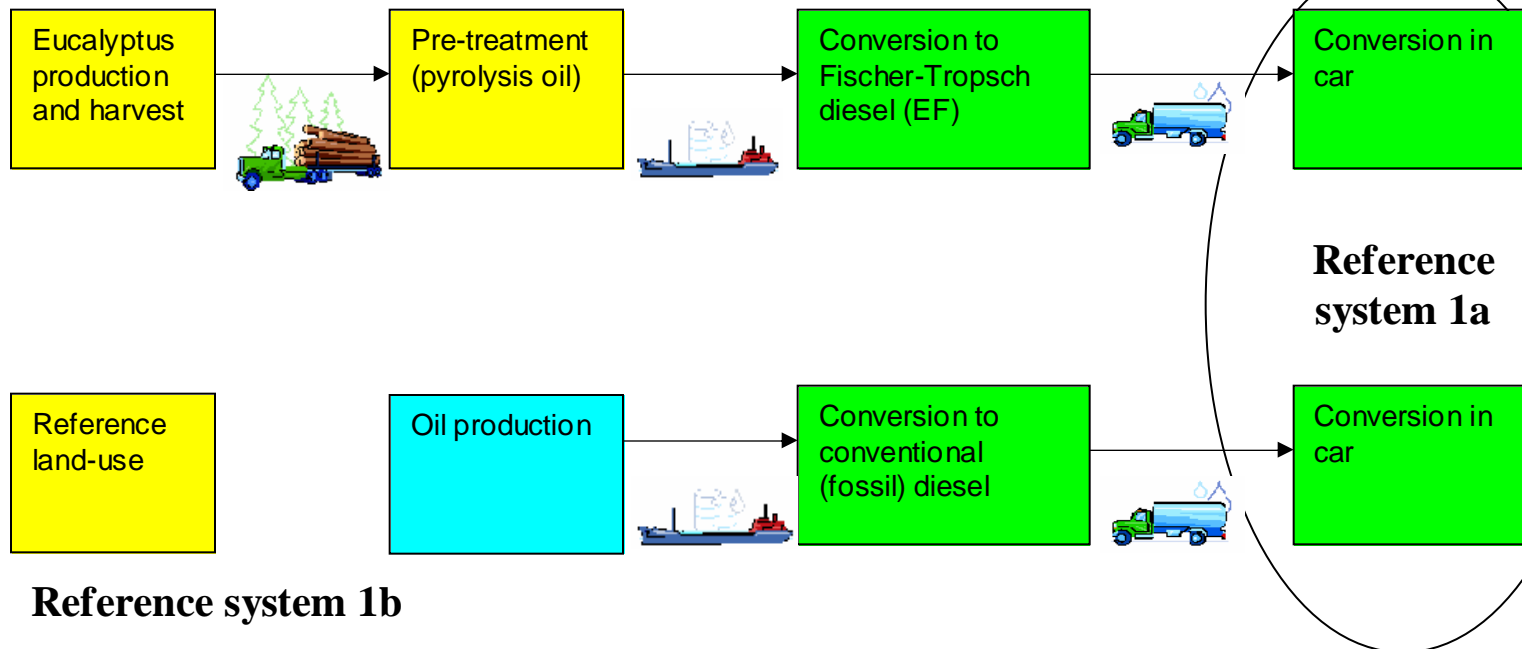 Eucalyptus
production
and harvest
Pre-treatment
(pyrolysis oil)
Conversion to
Fischer-Tropsch
diesel (EF)
Conversion in
car
Reference
system 1a
Reference
land-use
Oil production
Conversion to
conventional
(fossil) diesel
Conversion in
car
Reference system 1b